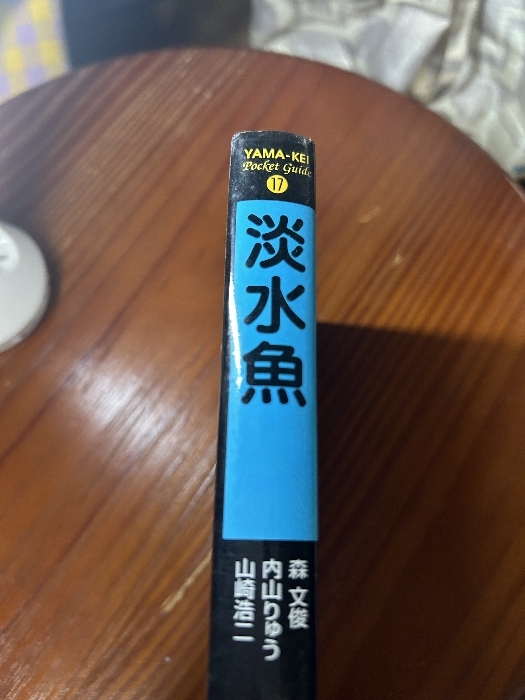 YAMA-KEI
Pocket Guide
17
淡水魚
森 文俊
内山りゅう
山崎浩二